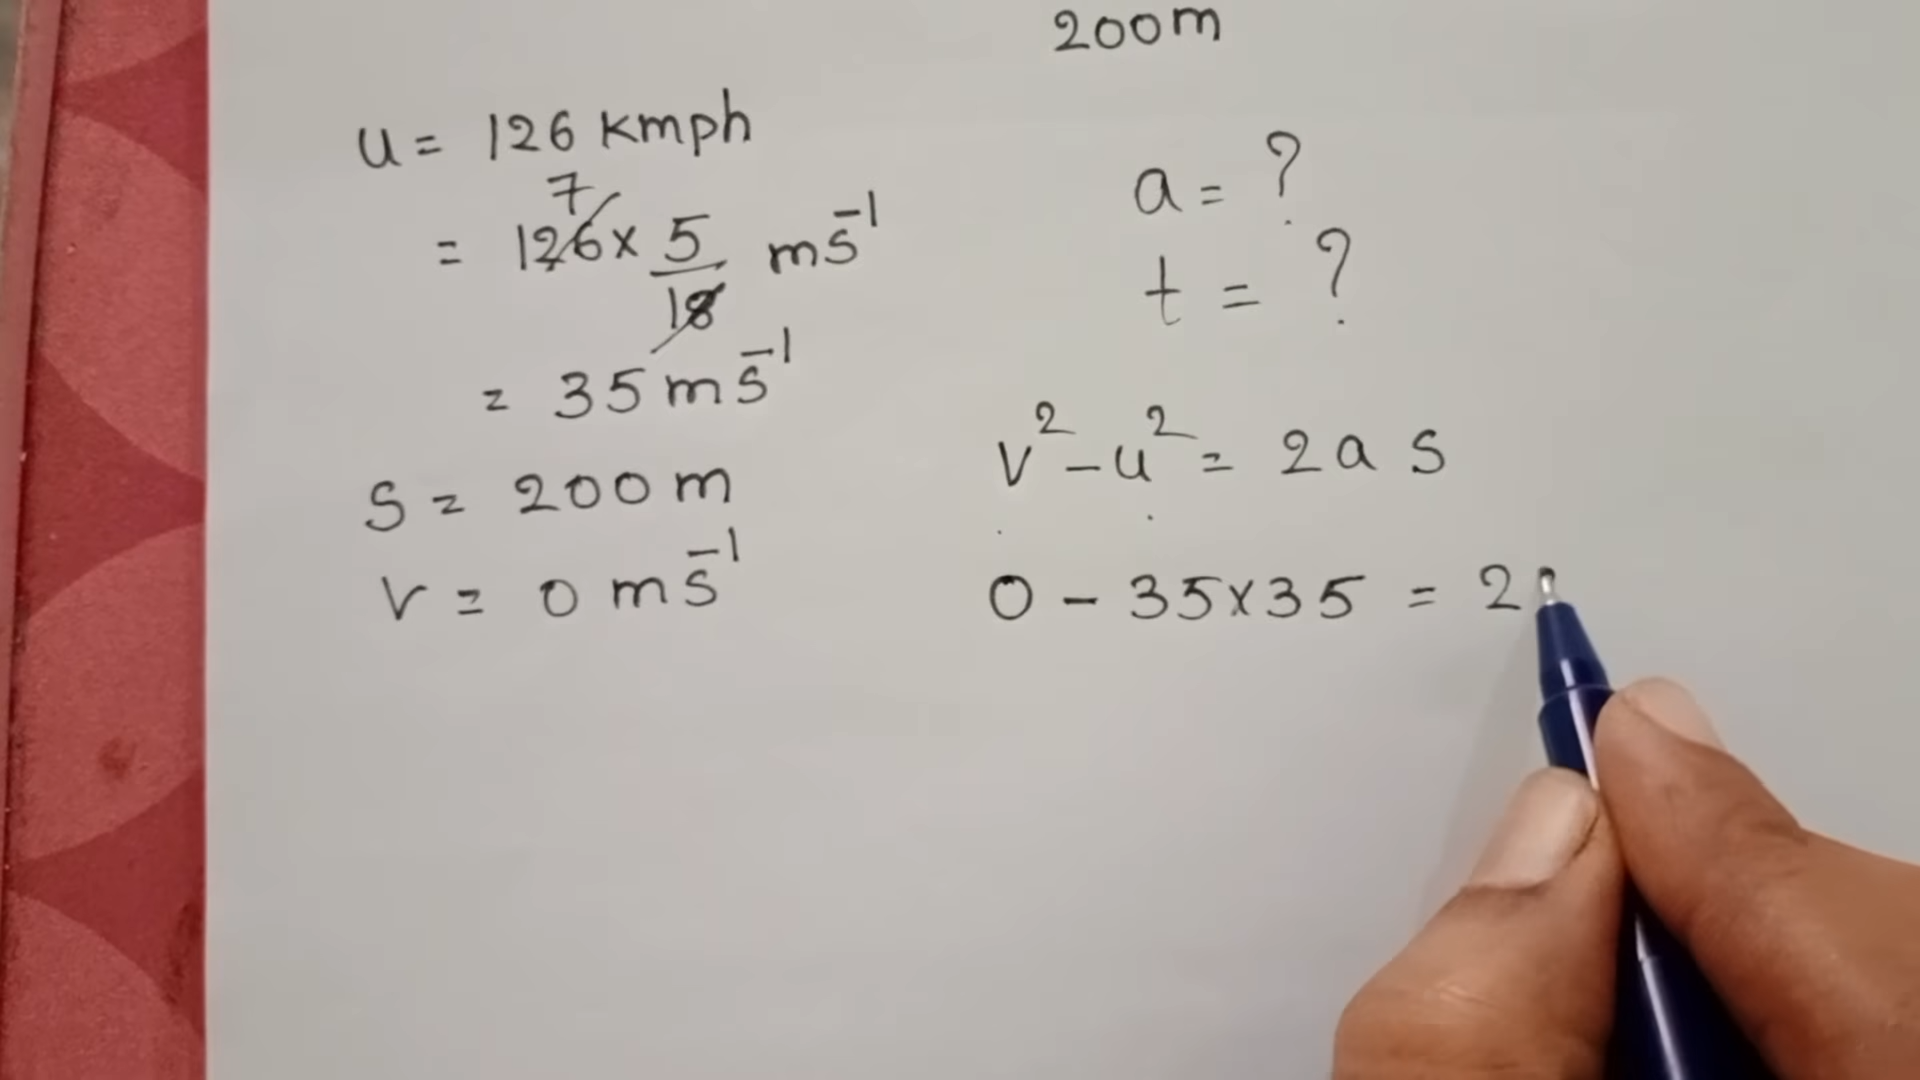 200m
u = 126 kmph
7
= 126 x 5/18 ms⁻¹
= 35 ms⁻¹
S = 200 m
v = 0 ms⁻¹
a = ?
t = ?
v² - u² = 2 a s
0 - 35x35 = 2